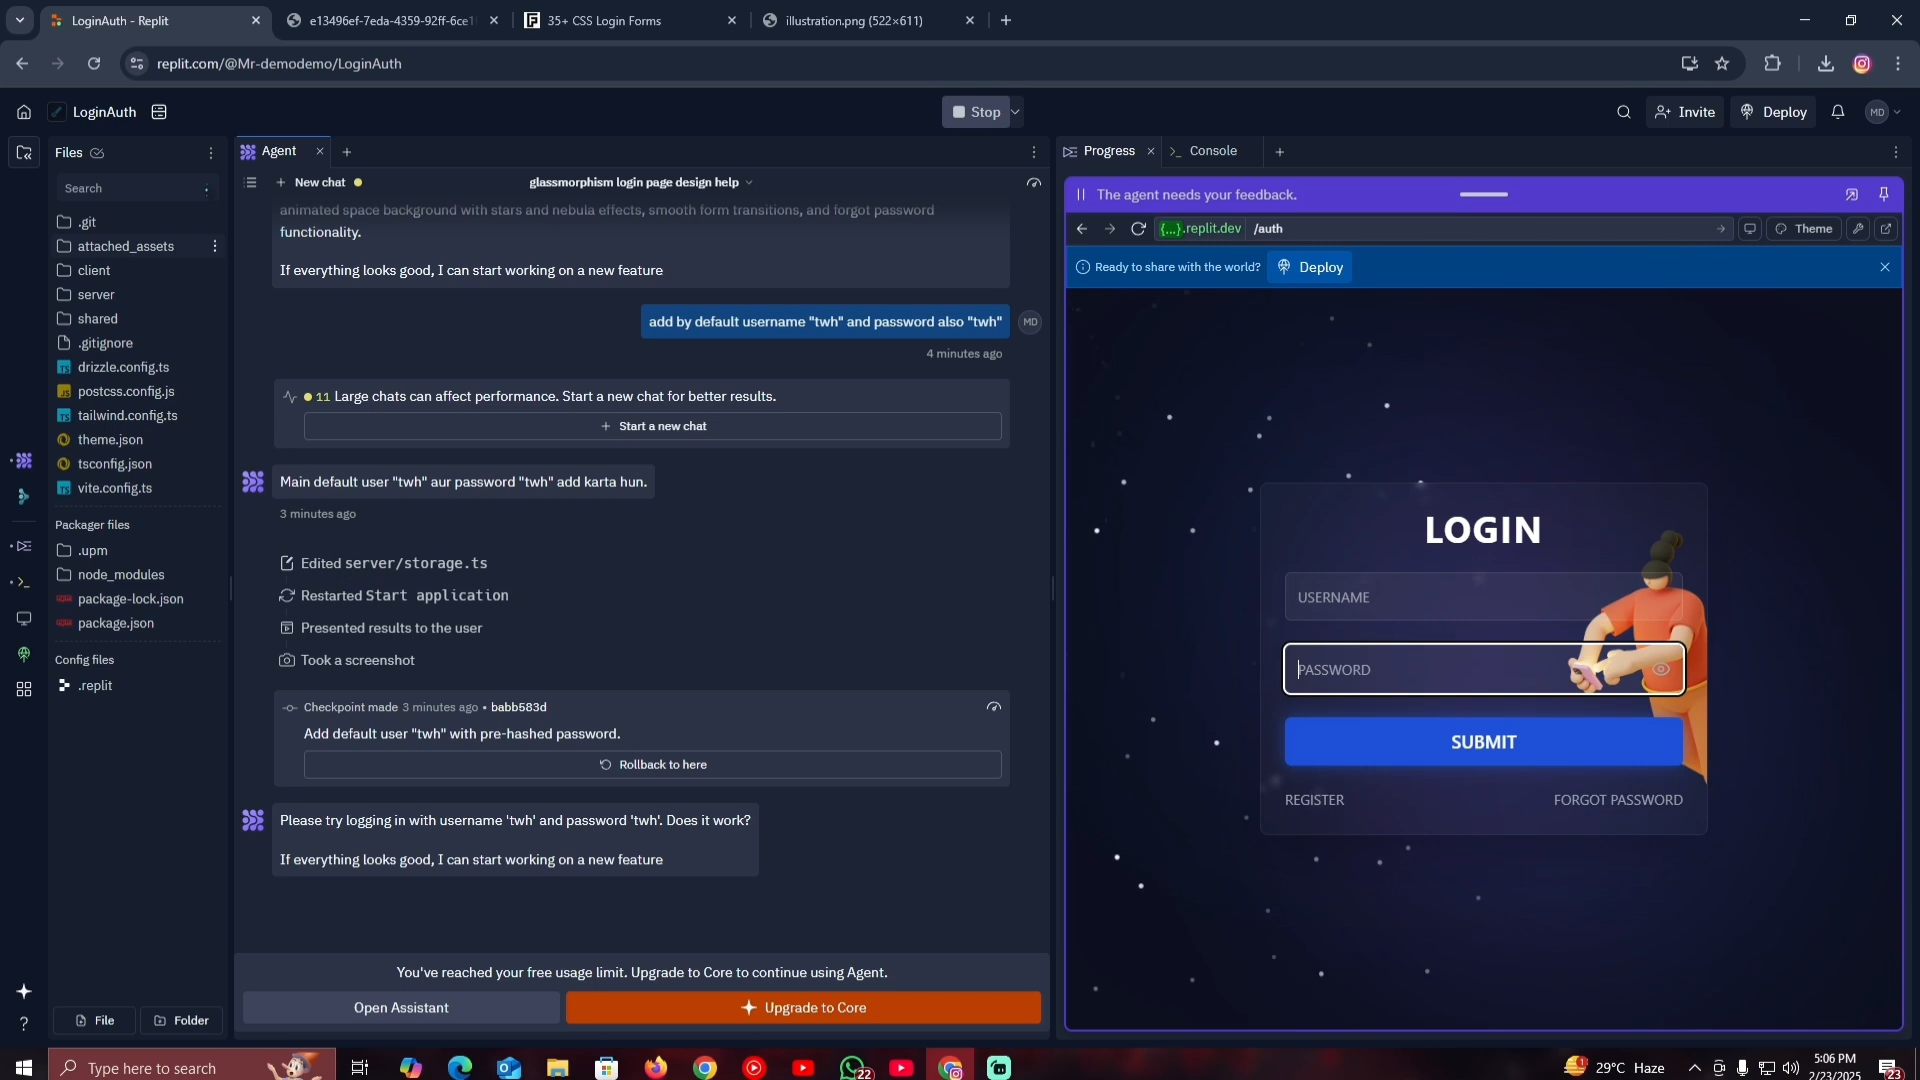 LoginAuth - Replit
e13496ef-7eda-4359-92ff-6ce1
35+ CSS Login Forms
illustration.png (522×611)
replit.com/@Mr-demodemo/LoginAuth
LoginAuth
Stop
Invite
Deploy
MD
Files
Agent
Progress
Console
Search
New chat
glassmorphism login page design help
The agent needs your feedback.
{...}.replit.dev /auth
Theme
Ready to share with the world?
Deploy
.git
attached_assets
client
server
shared
.gitignore
drizzle.config.ts
postcss.config.js
tailwind.config.ts
theme.json
tsconfig.json
vite.config.ts
Packager files
.upm
node_modules
package-lock.json
package.json
Config files
.replit
File
Folder
animated space background with stars and nebula effects, smooth form transitions, and forgot password
functionality.
If everything looks good, I can start working on a new feature
add by default username "twh" and password also "twh"
MD
4 minutes ago
11 Large chats can affect performance. Start a new chat for better results.
Start a new chat
Main default user "twh" aur password "twh" add karta hun.
3 minutes ago
Edited server/storage.ts
Restarted Start application
Presented results to the user
Took a screenshot
Checkpoint made 3 minutes ago • babb583d
Add default user "twh" with pre-hashed password.
Rollback to here
Please try logging in with username 'twh' and password 'twh'. Does it work?
If everything looks good, I can start working on a new feature
You've reached your free usage limit. Upgrade to Core to continue using Agent.
Open Assistant
Upgrade to Core
LOGIN
USERNAME
PASSWORD
SUBMIT
REGISTER
FORGOT PASSWORD
Type here to search
22
29°C Haze
5:06 PM
2/23/2025
23